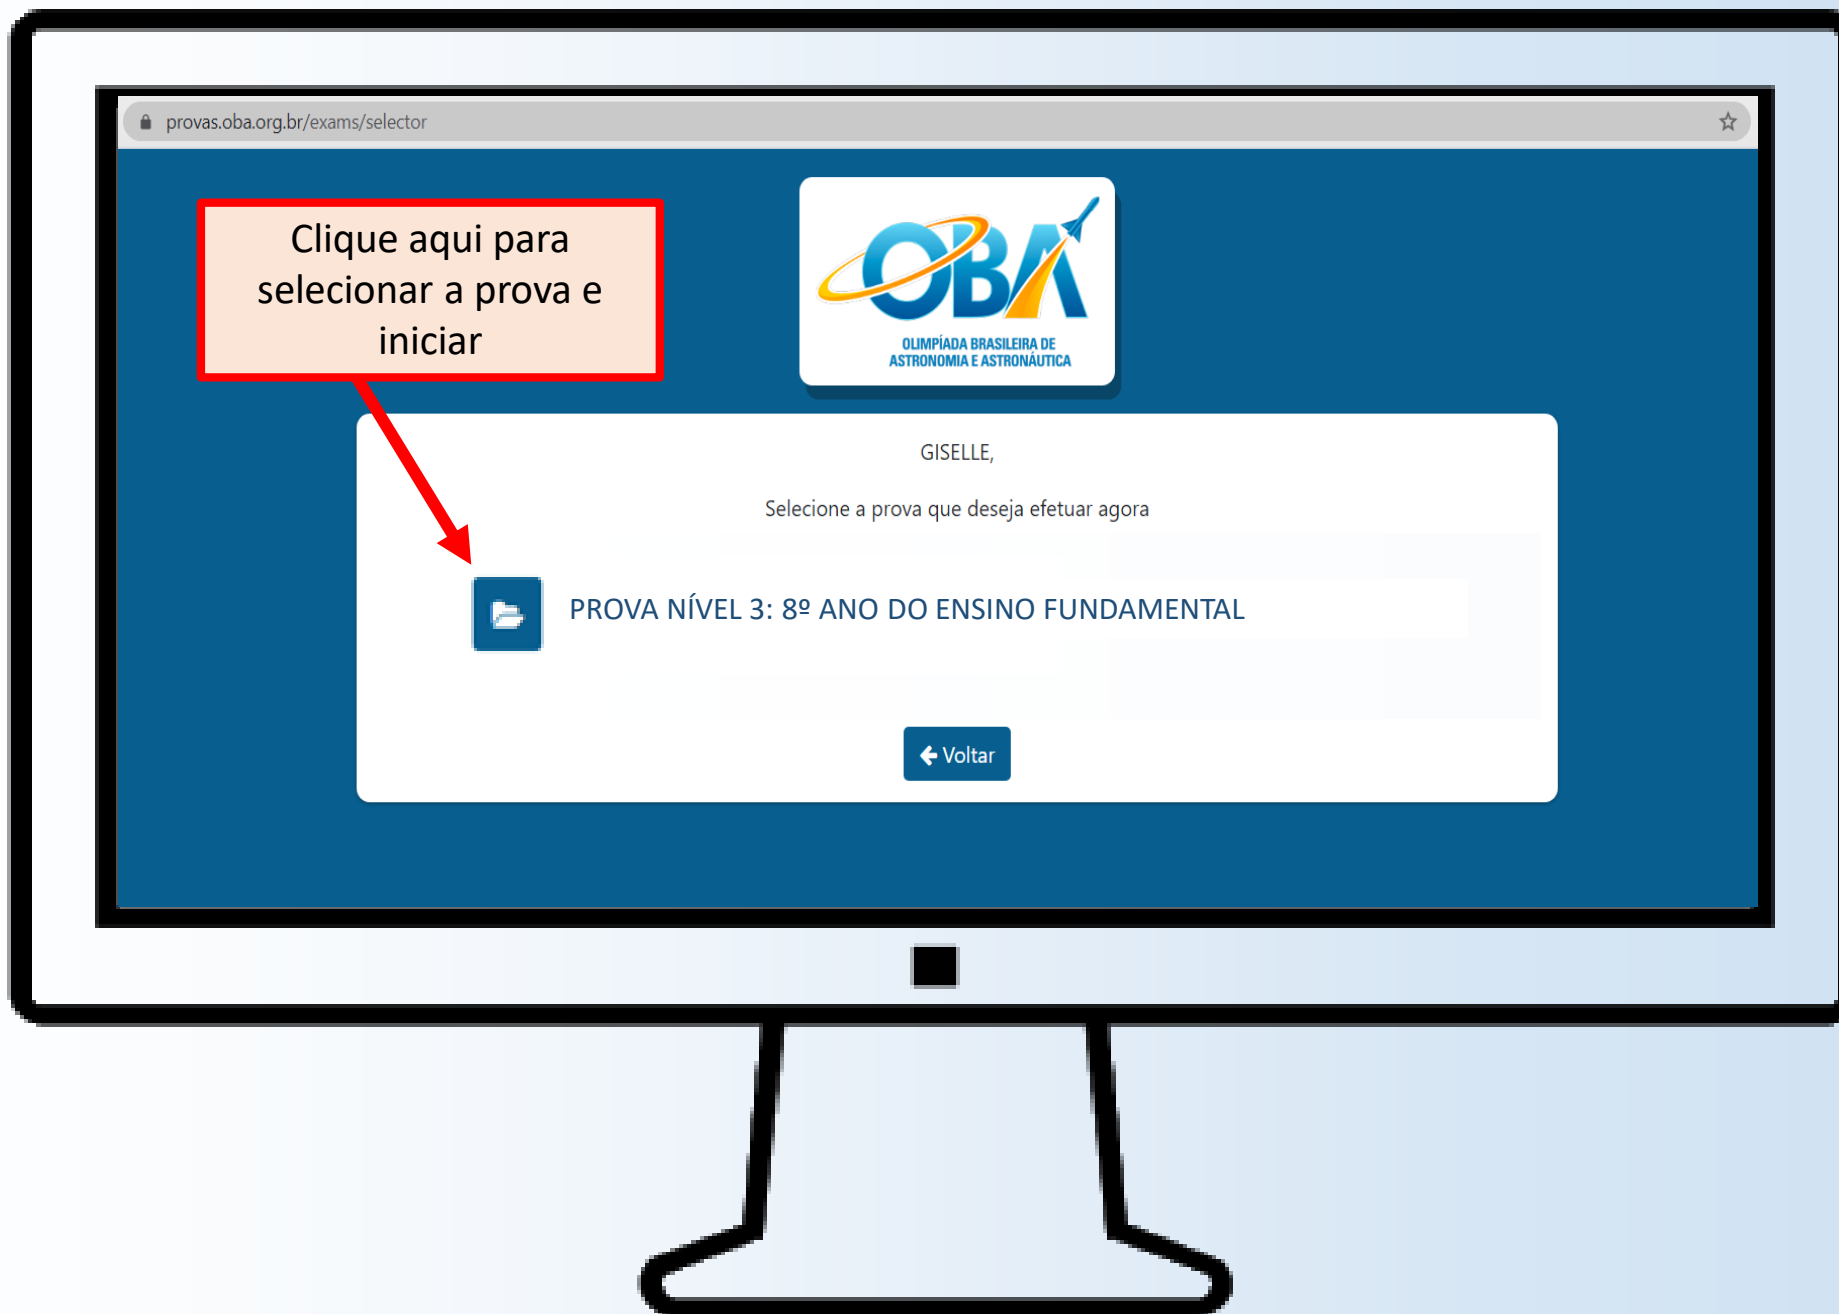 provas.oba.org.br/exams/selector
Clique aqui para
selecionar a prova e
iniciar
OBA
OLIMPÍADA BRASILEIRA DE
ASTRONOMIA E ASTRONÁUTICA
GISELLE,
Selecione a prova que deseja efetuar agora
PROVA NÍVEL 3: 8º ANO DO ENSINO FUNDAMENTAL
Voltar